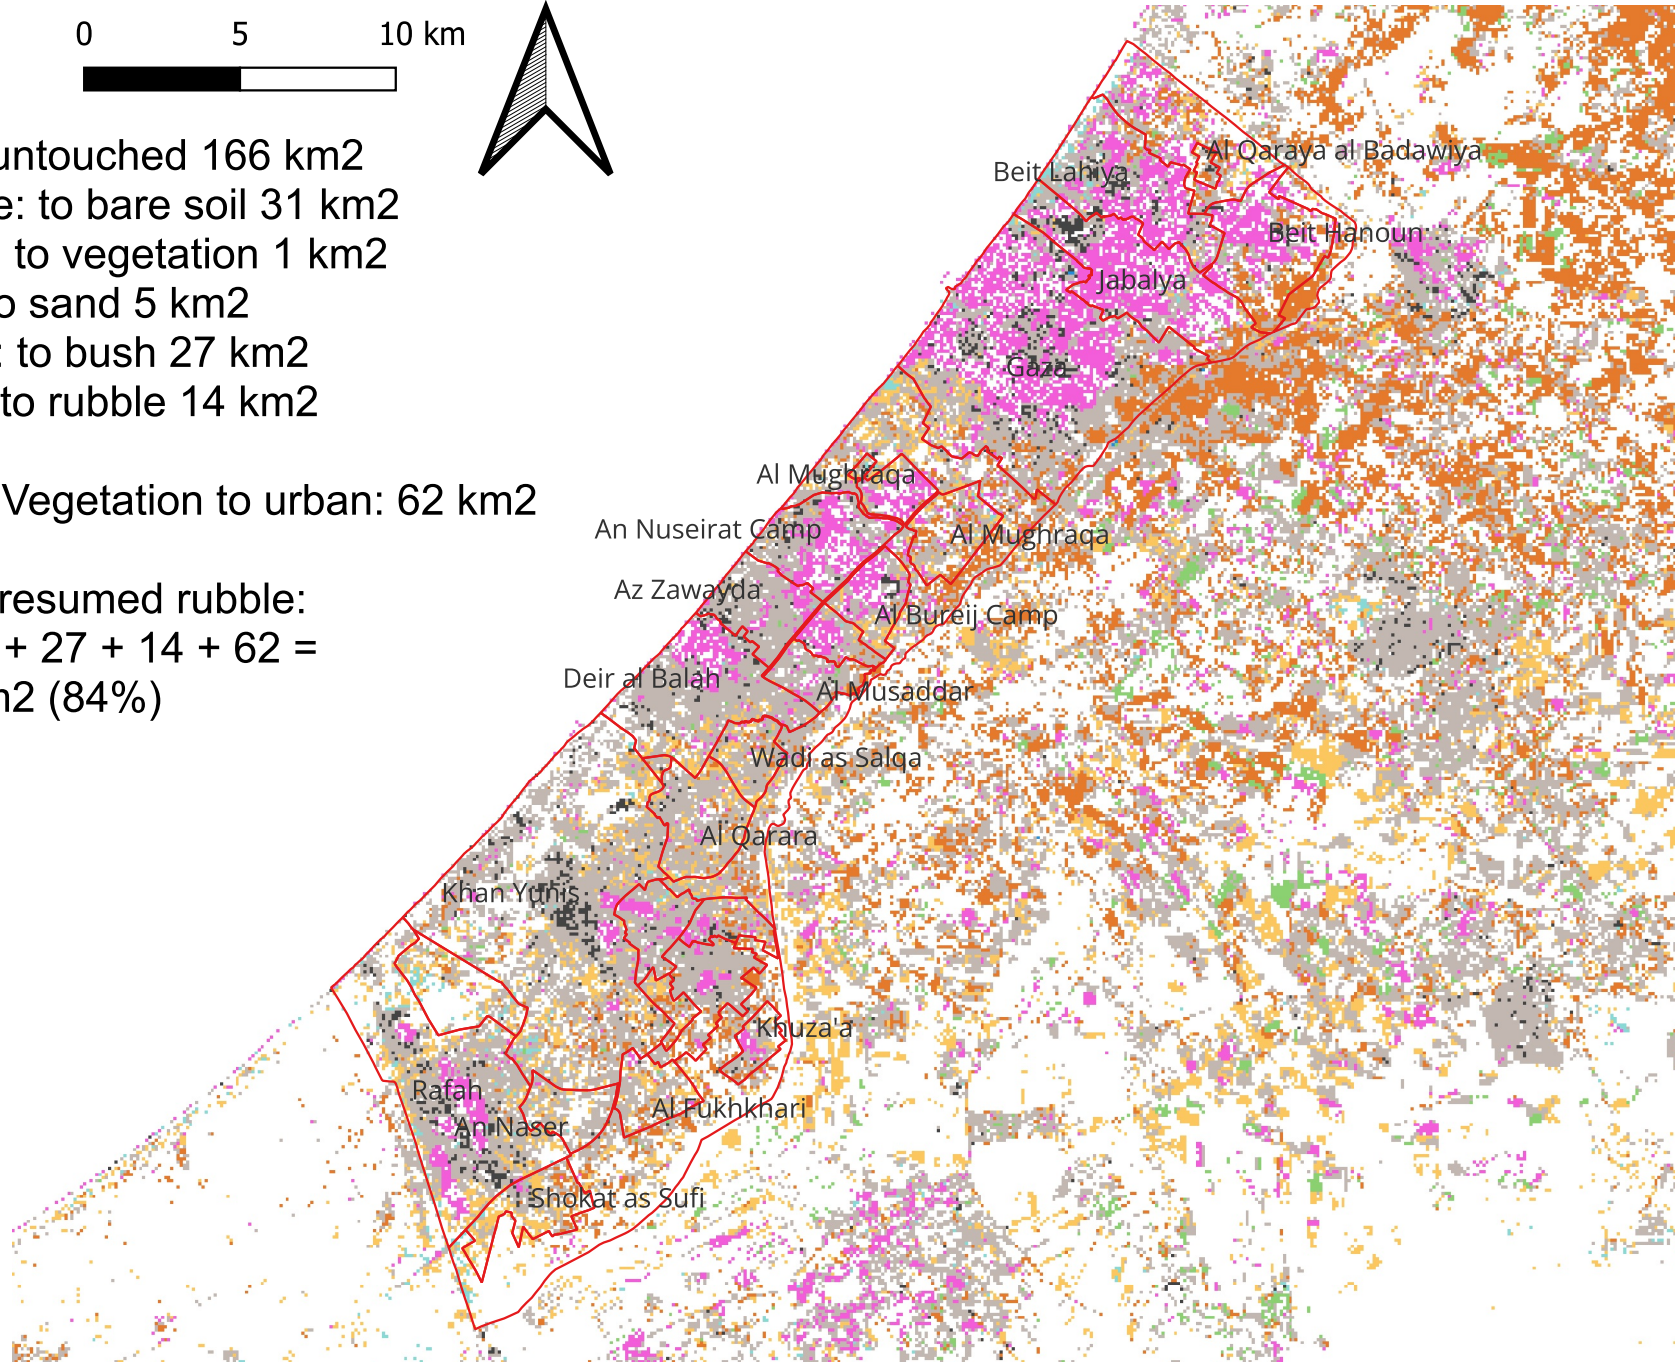 0 5 10 km
untouched 166 km2
e: to bare soil 31 km2
to vegetation 1 km2
o sand 5 km2
: to bush 27 km2
to rubble 14 km2
Vegetation to urban: 62 km2
resumed rubble:
+ 27 + 14 + 62 =
m2 (84%)
Al Qaraya al Badawiya
Beit Lahiya
Beit Hanoun
Jabalya
Gaza
Al Mughraqa
An Nuseirat Camp
Al Mughraqa
Az Zawayda
Al Bureij Camp
Deir al Balah
Al Musaddar
Wadi as Salqa
Al Qarara
Khan Yunis
Khuza'a
Rafah
Al Fukhkhari
An Naser
Shokat as Sufi